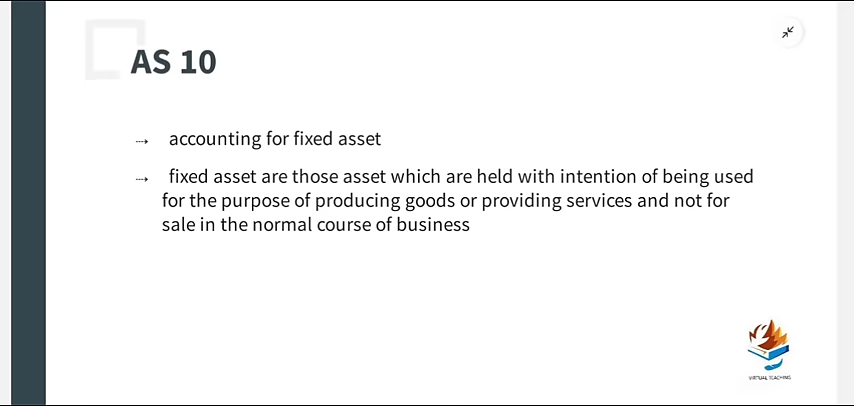 AS 10
→ accounting for fixed asset
→ fixed asset are those asset which are held with intention of being used
for the purpose of producing goods or providing services and not for
sale in the normal course of business
VIRTUAL TEACHING